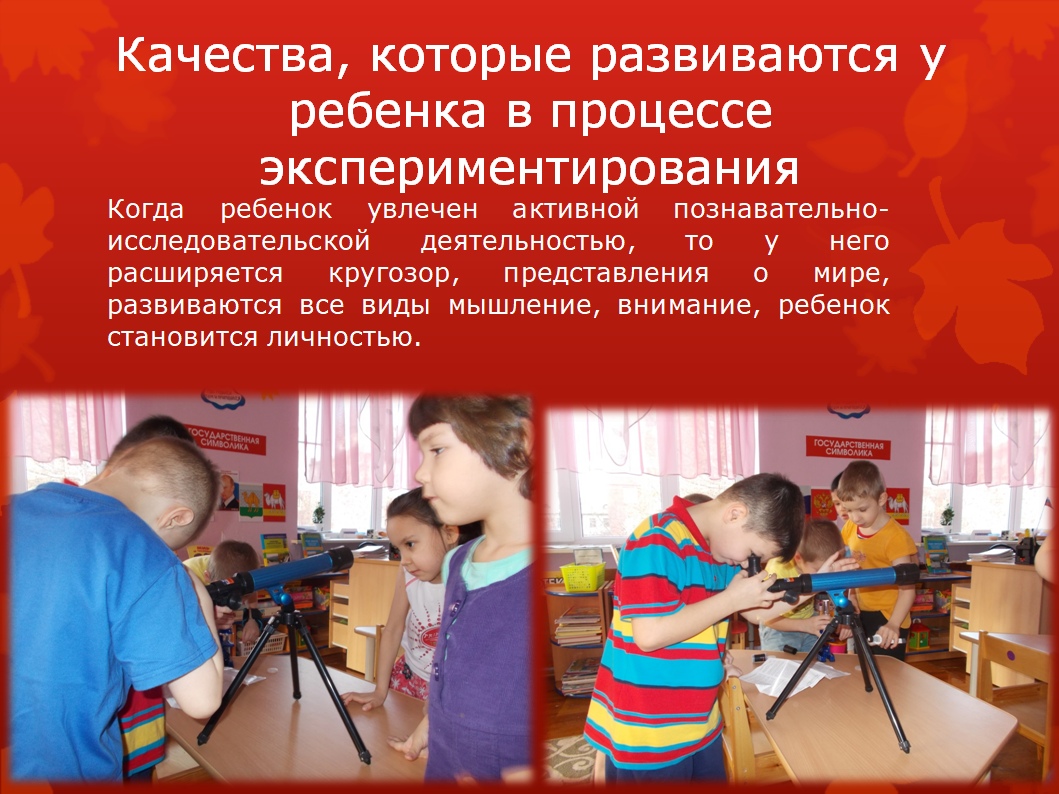 Качества, которые развиваются у
ребенка в процессе
экспериментирования
Когда ребенок увлечен активной познавательно-
исследовательской деятельностью, то у него
расширяется кругозор, представления о мире,
развиваются все виды мышление, внимание, ребенок
становится личностью.
ГОСУДАРСТВЕННАЯ
СИМВОЛИКА
ГОСУДАРСТВЕННАЯ
СИМВОЛИКА